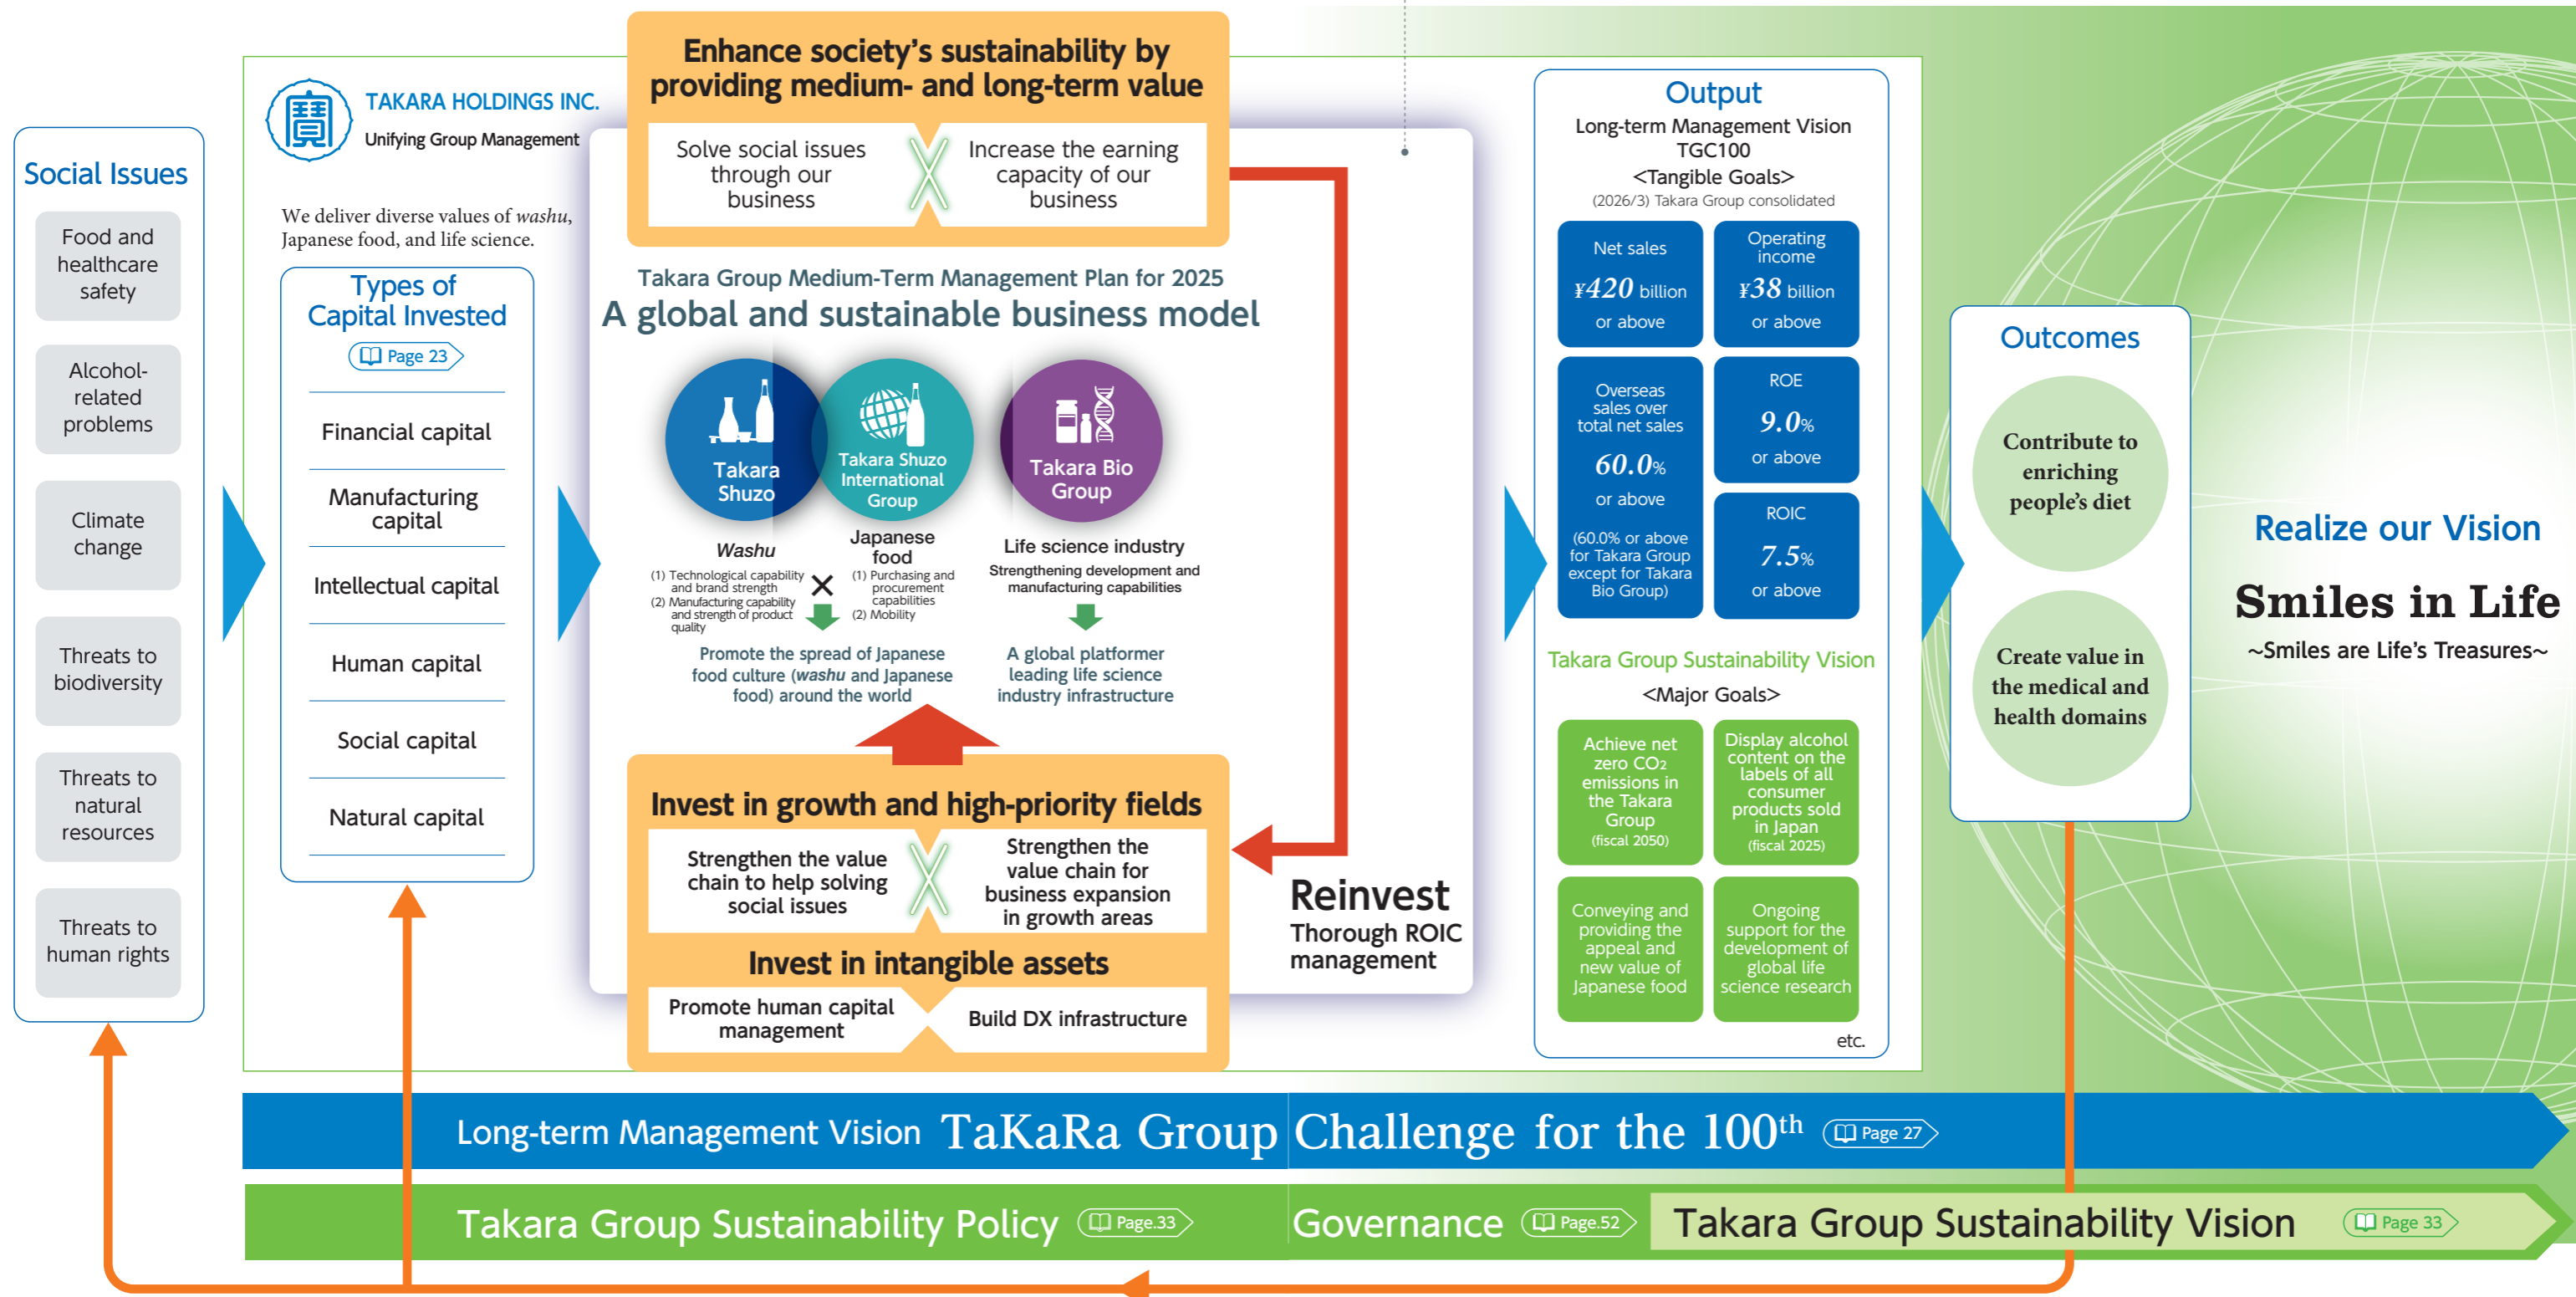 Social Issues
Food and
healthcare
safety
Alcohol-
related
problems
Climate
change
Threats to
biodiversity
Threats to
natural
resources
Threats to
human rights
寶
TAKARA HOLDINGS INC.
Unifying Group Management
We deliver diverse values of washu,
Japanese food, and life science.
Types of
Capital Invested
Page 23
Financial capital
Manufacturing
capital
Intellectual capital
Human capital
Social capital
Natural capital
Enhance society's sustainability by
providing medium- and long-term value
Solve social issues
through our
business
Increase the earning
capacity of our
business
Takara Group Medium-Term Management Plan for 2025
A global and sustainable business model
Takara
Shuzo
Takara Shuzo
International
Group
Takara Bio
Group
Washu
(1) Technological capability
and brand strength
(2) Manufacturing capability
and strength of product
quality
Japanese
food
(1) Purchasing and
procurement
capabilities
(2) Mobility
Life science industry
Strengthening development and
manufacturing capabilities
Promote the spread of Japanese
food culture (washu and Japanese
food) around the world
A global platformer
leading life science
industry infrastructure
Invest in growth and high-priority fields
Strengthen the value
chain to help solving
social issues
Strengthen the
value chain for
business expansion
in growth areas
Invest in intangible assets
Promote human capital
management
Build DX infrastructure
Reinvest
Thorough ROIC
management
Output
Long-term Management Vision
TGC100
<Tangible Goals>
(2026/3) Takara Group consolidated
Net sales
¥420 billion
or above
Operating
income
¥38 billion
or above
Overseas
sales over
total net sales
60.0%
or above
(60.0% or above
for Takara Group
except for Takara
Bio Group)
ROE
9.0%
or above
ROIC
7.5%
or above
Takara Group Sustainability Vision
<Major Goals>
Achieve net
zero CO2
emissions in
the Takara
Group
(fiscal 2050)
Display alcohol
content on the
labels of all
consumer
products sold
in Japan
(fiscal 2025)
Conveying and
providing the
appeal and
new value of
Japanese food
Ongoing
support for the
development of
global life
science research
etc.
Outcomes
Contribute to
enriching
people's diet
Create value in
the medical and
health domains
Realize our Vision
Smiles in Life
~Smiles are Life's Treasures~
Long-term Management Vision TaKaRa Group Challenge for the 100th Page 27
Takara Group Sustainability Policy Page.33 Governance Page.52 Takara Group Sustainability Vision Page 33